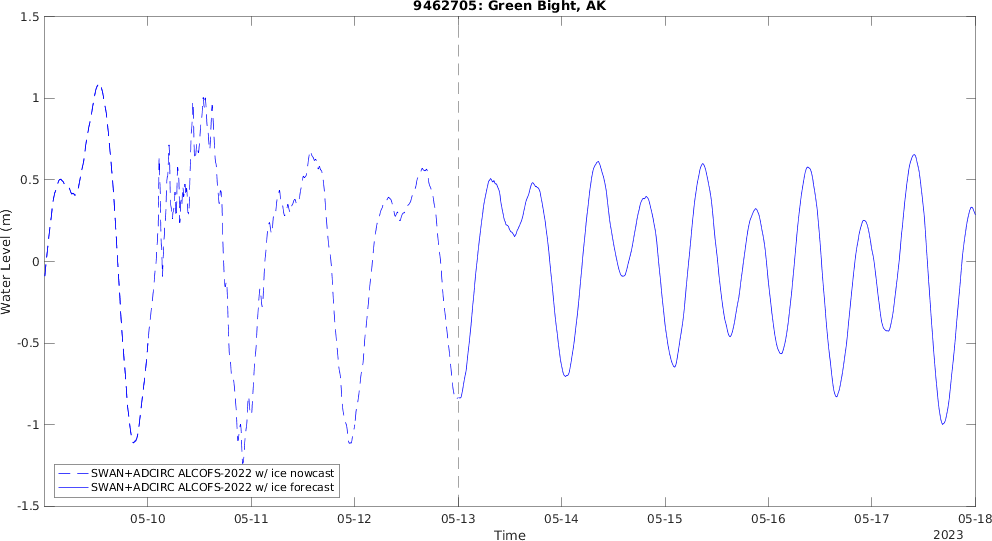 9462705: Green Bight, AK
1.5
1
0.5
0
-0.5
-1
-1.5
Water Level (m)
SWAN+ADCIRC ALCOFS-2022 w/ ice nowcast
SWAN+ADCIRC ALCOFS-2022 w/ ice forecast
05-10 05-11 05-12 05-13 05-14 05-15 05-16 05-17 05-18
Time
2023